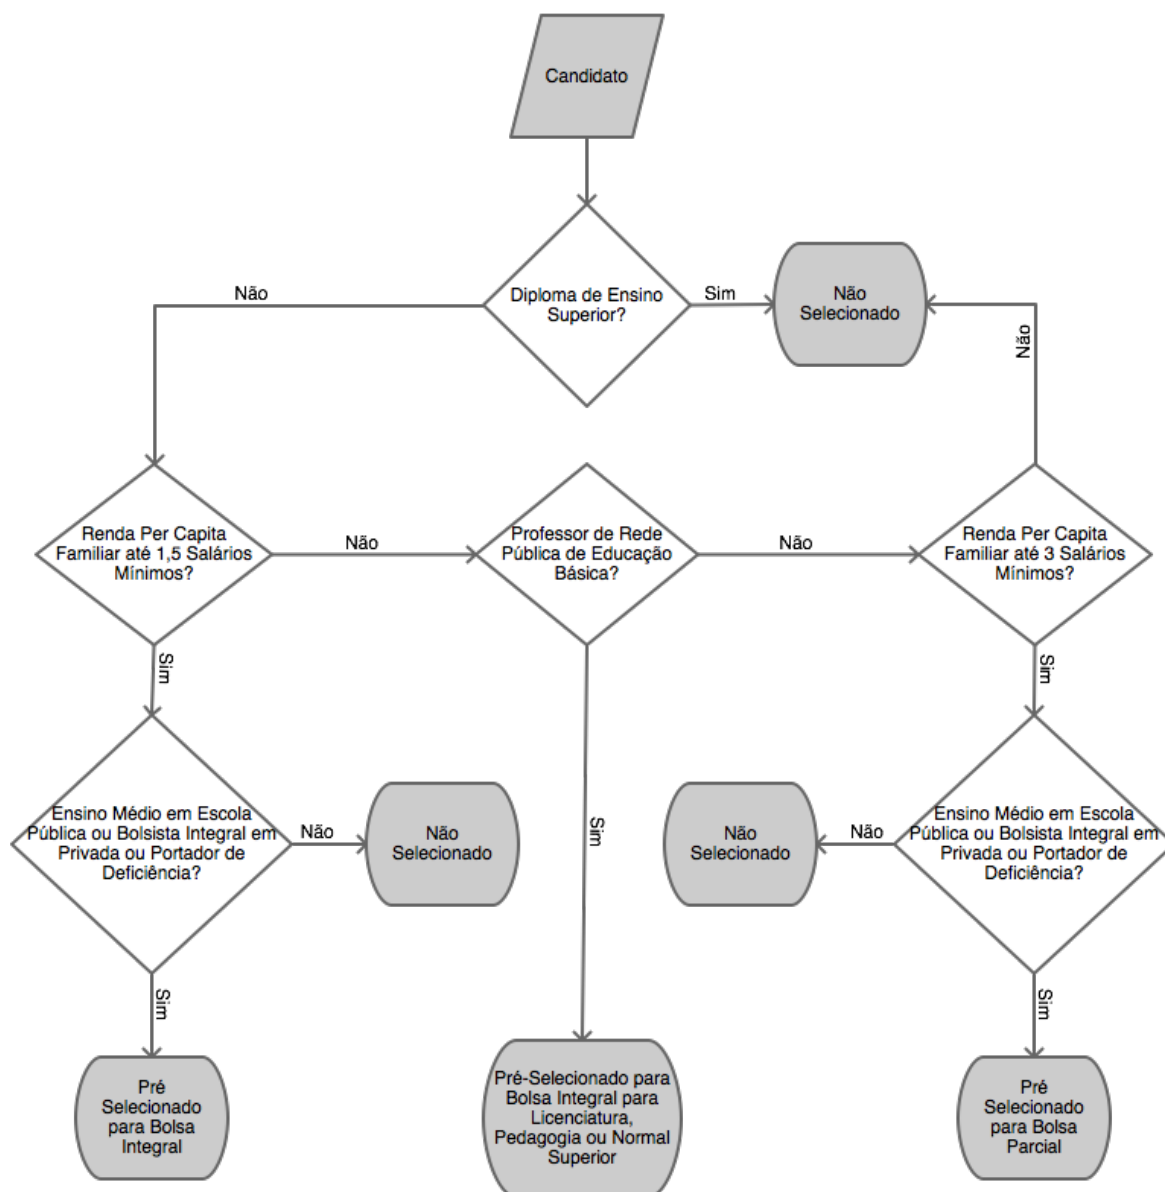 Candidato
Diploma de Ensino
Superior?
Sim
Não
Selecionado
Não
Não
Renda Per Capita
Familiar até 1,5 Salários
Mínimos?
Não
Professor de Rede
Pública de Educação
Básica?
Não
Renda Per Capita
Familiar até 3 Salários
Mínimos?
Sim
Sim
Sim
Ensino Médio em Escola
Pública ou Bolsista Integral em
Privada ou Portador de
Deficiência?
Não
Não
Selecionado
Não
Selecionado
Não
Ensino Médio em Escola
Pública ou Bolsista Integral em
Privada ou Portador de
Deficiência?
Sim
Sim
Pré
Selecionado
para Bolsa
Integral
Pré-Selecionado para
Bolsa Integral para
Licenciatura,
Pedagogia ou Normal
Superior
Pré
Selecionado
para Bolsa
Parcial